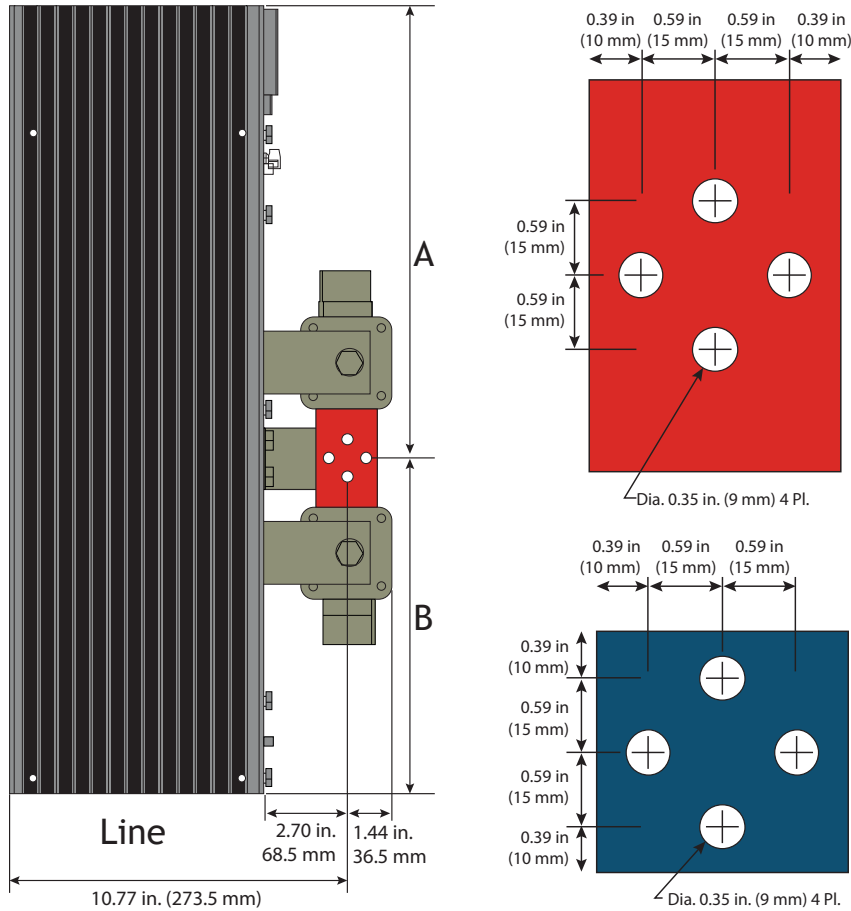 0.39 in 0.59 in 0.59 in 0.39 in
(10 mm) (15 mm) (15 mm) (10 mm)
A
0.59 in
(15 mm)
0.59 in
(15 mm)
Dia. 0.35 in. (9 mm) 4 Pl.
0.39 in 0.59 in 0.59 in
(10 mm) (15 mm) (15 mm)
B
0.39 in
(10 mm)
0.59 in
(15 mm)
0.59 in
(15 mm)
0.39 in
(10 mm)
Line
2.70 in. 1.44 in.
68.5 mm 36.5 mm
10.77 in. (273.5 mm)
Dia. 0.35 in. (9 mm) 4 Pl.